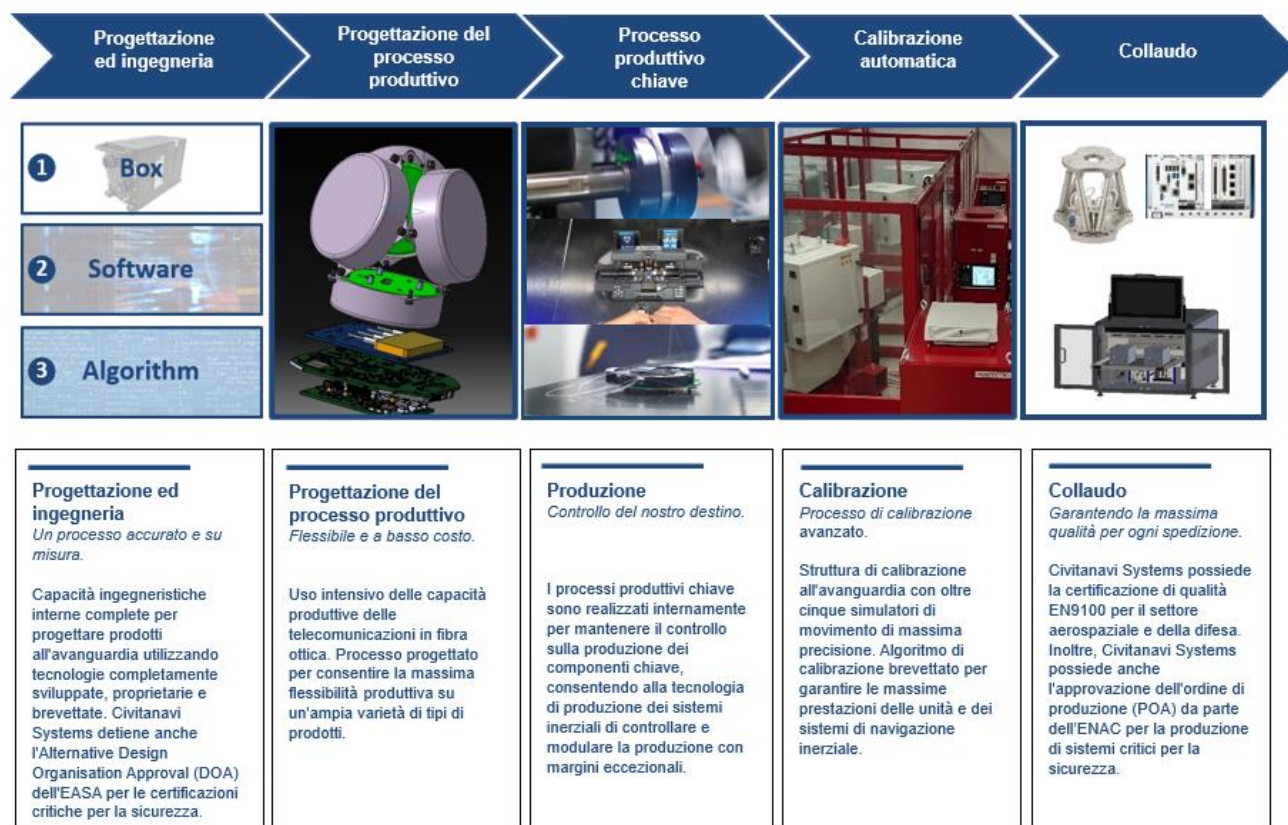 Progettazione
ed ingegneria
Progettazione del
processo
produttivo
Processo
produttivo
chiave
Calibrazione
automatica
Collaudo
1 Box
2 Software
3 Algorithm
Progettazione ed
ingegneria
Un processo accurato e su
misura.
Capacità ingegneristiche
interne complete per
progettare prodotti
all'avanguardia utilizzando
tecnologie completamente
sviluppate, proprietarie e
brevettate. Civitanavi
Systems detiene anche
l'Alternative Design
Organisation Approval (DOA)
dell'EASA per le certificazioni
critiche per la sicurezza.
Progettazione del
processo produttivo
Flessibile e a basso costo.
Uso intensivo delle capacità
produttive delle
telecomunicazioni in fibra
ottica. Processo progettato
per consentire la massima
flessibilità produttiva su
un'ampia varietà di tipi di
prodotti.
Produzione
Controllo del nostro destino.
I processi produttivi chiave
sono realizzati internamente
per mantenere il controllo
sulla produzione dei
componenti chiave,
consentendo alla tecnologia
di produzione dei sistemi
inerziali di controllare e
modulare la produzione con
margini eccezionali.
Calibrazione
Processo di calibrazione
avanzato.
Struttura di calibrazione
all'avanguardia con oltre
cinque simulatori di
movimento di massima
precisione. Algoritmo di
calibrazione brevettato per
garantire le massime
prestazioni delle unità e dei
sistemi di navigazione
inerziale.
Collaudo
Garantendo la massima
qualità per ogni spedizione.
Civitanavi Systems possiede
la certificazione di qualità
EN9100 per il settore
aerospaziale e della difesa.
Inoltre, Civitanavi Systems
possiede anche
l'approvazione dell'ordine di
produzione (POA) da parte
dell'ENAC per la produzione
di sistemi critici per la
sicurezza.